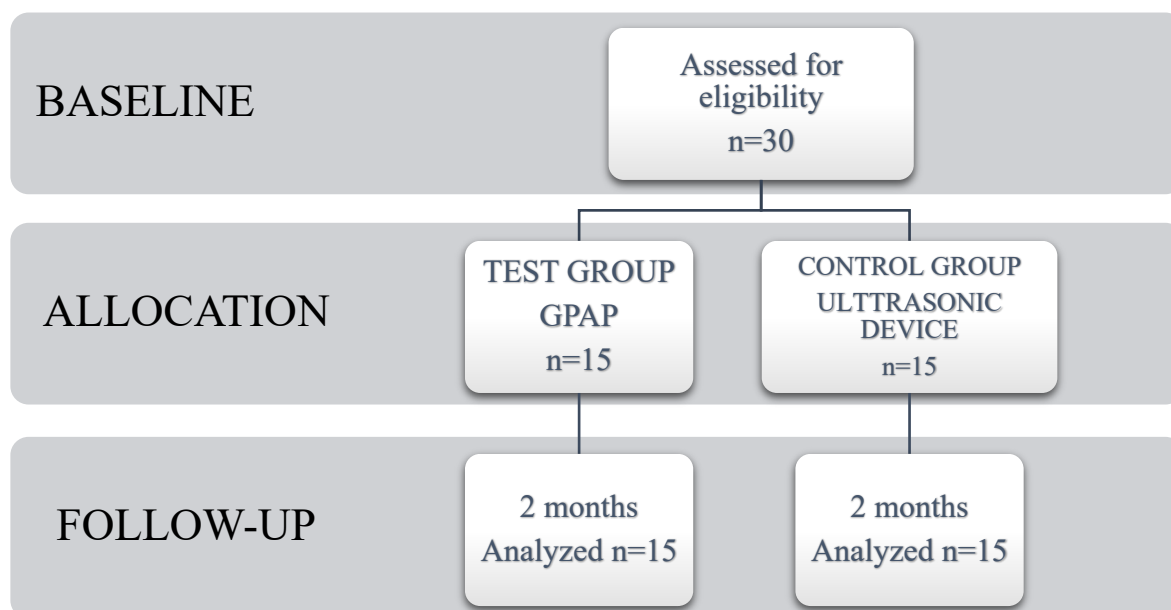 BASELINE
Assessed for
eligibility
n=30
ALLOCATION
TEST GROUP
GPAP
n=15
CONTROL GROUP
ULTTRASONIC
DEVICE
n=15
FOLLOW-UP
2 months
Analyzed n=15
2 months
Analyzed n=15